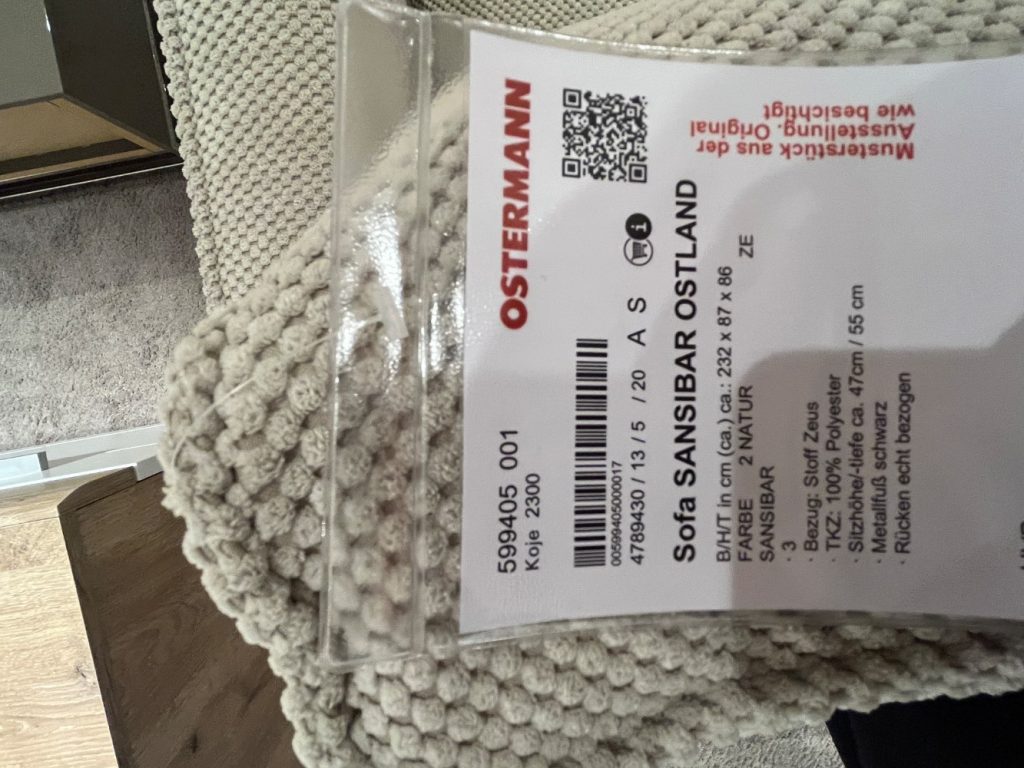 OSTERMANN
599405 001
Koje 2300
00599405000017
4789430 / 13 / 5 / 20 A S
Sofa SANSIBAR OSTLAND
B/H/T in cm (ca.) ca.: 232 x 87 x 86
FARBE 2 NATUR ZE
SANSIBAR
· 3
· Bezug: Stoff Zeus
· TKZ: 100% Polyester
· Sitzhöhe/-tiefe ca. 47cm / 55 cm
· Metallfuß schwarz
· Rücken echt bezogen
Musterstück aus der
Ausstellung. Original
wie besichtigt